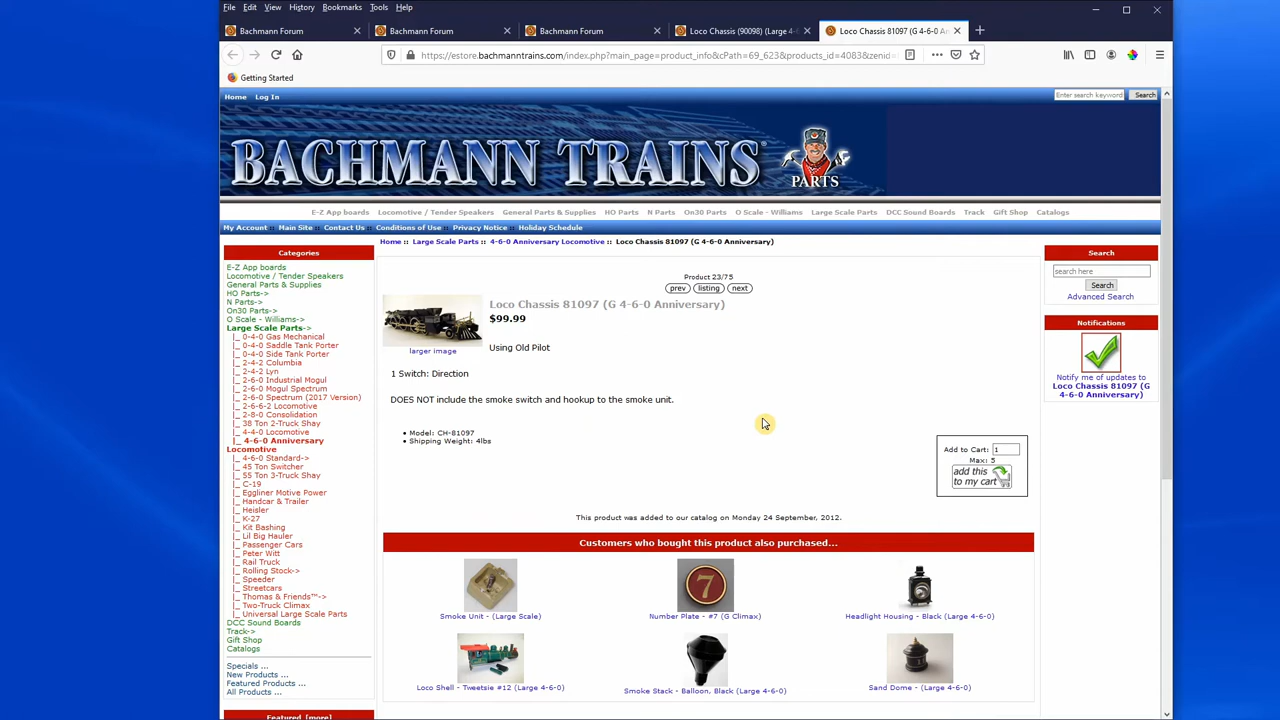 File Edit View History Bookmarks Tools Help
Bachmann Forum
Bachmann Forum
Bachmann Forum
Loco Chassis (90098) (Large 4-6
Loco Chassis 81097 (G 4-6-0 An
https://estore.bachmanntrains.com/index.php?main_page=product_info&cPath=69_623&products_id=4083&zenid=
Getting Started
Home Log In
Enter search keyword Search
BACHMANN TRAINS PARTS
E-Z App boards Locomotive / Tender Speakers General Parts & Supplies HO Parts N Parts On30 Parts O Scale - Williams Large Scale Parts DCC Sound Boards Track Gift Shop Catalogs
My Account :: Main Site :: Contact Us :: Conditions of Use :: Privacy Notice :: Holiday Schedule
Categories
E-Z App boards
Locomotive / Tender Speakers
General Parts & Supplies
HO Parts->
N Parts->
On30 Parts->
O Scale - Williams->
Large Scale Parts->
|_ 0-4-0 Gas Mechanical
|_ 0-4-0 Saddle Tank Porter
|_ 0-4-0 Side Tank Porter
|_ 2-4-2 Columbia
|_ 2-4-2 Lyn
|_ 2-6-0 Industrial Mogul
|_ 2-6-0 Mogul Spectrum
|_ 2-6-0 Spectrum (2017 Version)
|_ 2-6-6-2 Locomotive
|_ 2-8-0 Consolidation
|_ 38 Ton 2-Truck Shay
|_ 4-4-0 Locomotive
|_ 4-6-0 Anniversary
Locomotive
|_ 4-6-0 Standard->
|_ 45 Ton Switcher
|_ 55 Ton 3-Truck Shay
|_ C-19
|_ Eggliner Motive Power
|_ Handcar & Trailer
|_ Heisler
|_ K-27
|_ Kit Bashing
|_ Lil Big Hauler
|_ Passenger Cars
|_ Peter Witt
|_ Rail Truck
|_ Rolling Stock->
|_ Speeder
|_ Streetcars
|_ Thomas & Friends™->
|_ Two-Truck Climax
|_ Universal Large Scale Parts
DCC Sound Boards
Track->
Gift Shop
Catalogs
Specials ...
New Products ...
Featured Products ...
All Products ...
Featured [more]
Home :: Large Scale Parts :: 4-6-0 Anniversary Locomotive :: Loco Chassis 81097 (G 4-6-0 Anniversary)
Product 23/75
prev listing next
larger image
Loco Chassis 81097 (G 4-6-0 Anniversary)
$99.99
Using Old Pilot
1 Switch: Direction
DOES NOT include the smoke switch and hookup to the smoke unit.
• Model: CH-81097
• Shipping Weight: 4lbs
Add to Cart: 1
Max: 5
add this
to my cart
This product was added to our catalog on Monday 24 September, 2012.
Customers who bought this product also purchased...
7
Smoke Unit - (Large Scale)
Number Plate - #7 (G Climax)
Headlight Housing - Black (Large 4-6-0)
Loco Shell - Tweetsie #12 (Large 4-6-0)
Smoke Stack - Balloon, Black (Large 4-6-0)
Sand Dome - (Large 4-6-0)
Search
search here
Search
Advanced Search
Notifications
Notify me of updates to
Loco Chassis 81097 (G
4-6-0 Anniversary)